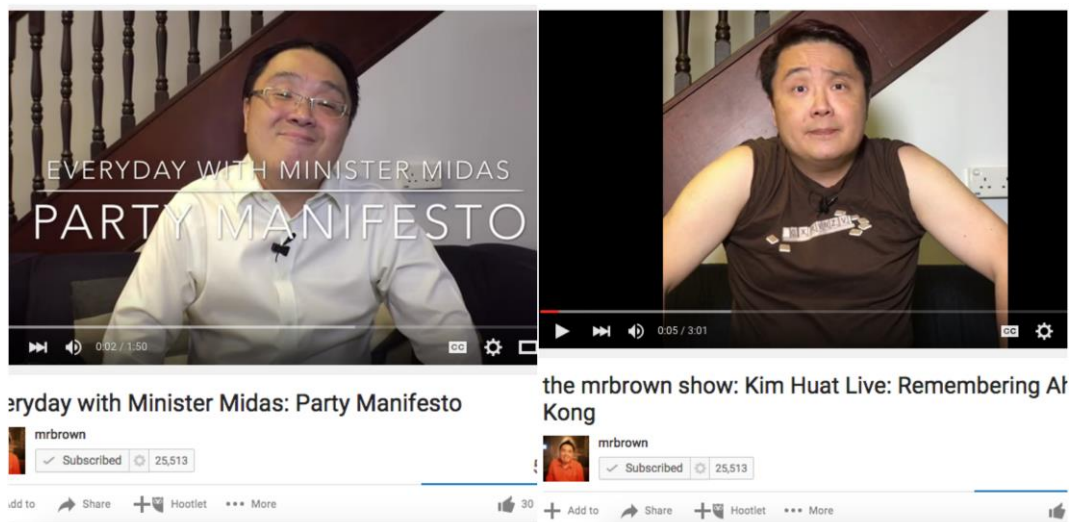 EVERYDAY WITH MINISTER MIDAS
PARTY MANIFESTO
0:02 / 1:50
CC
eryday with Minister Midas: Party Manifesto
mrbrown
Subscribed 25,513
Add to Share Hootlet More 30
0:05 / 3:01
CC
the mrbrown show: Kim Huat Live: Remembering Ah
Kong
mrbrown
Subscribed 25,513
Add to Share Hootlet More